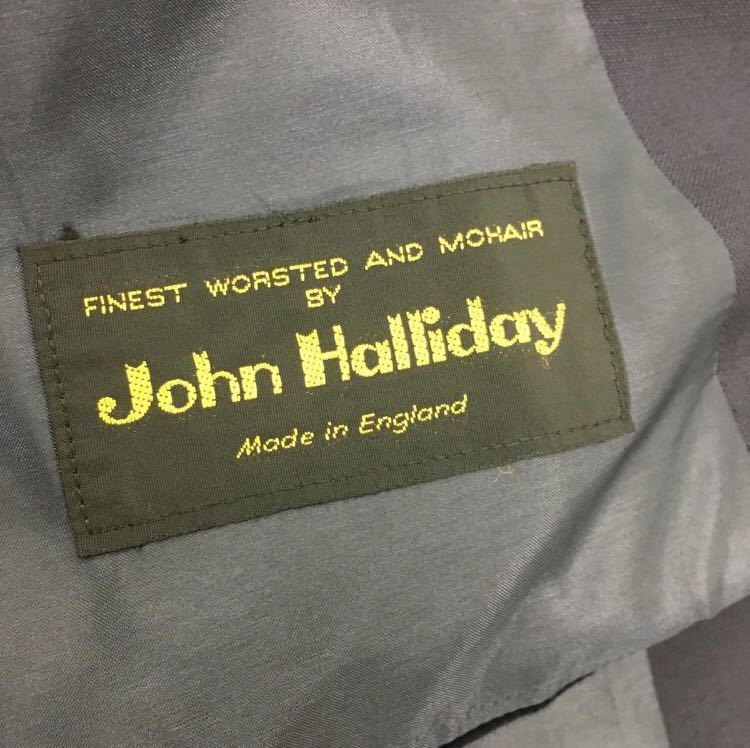 FINEST WORSTED AND MOHAIR
BY
John Halliday
Made in England